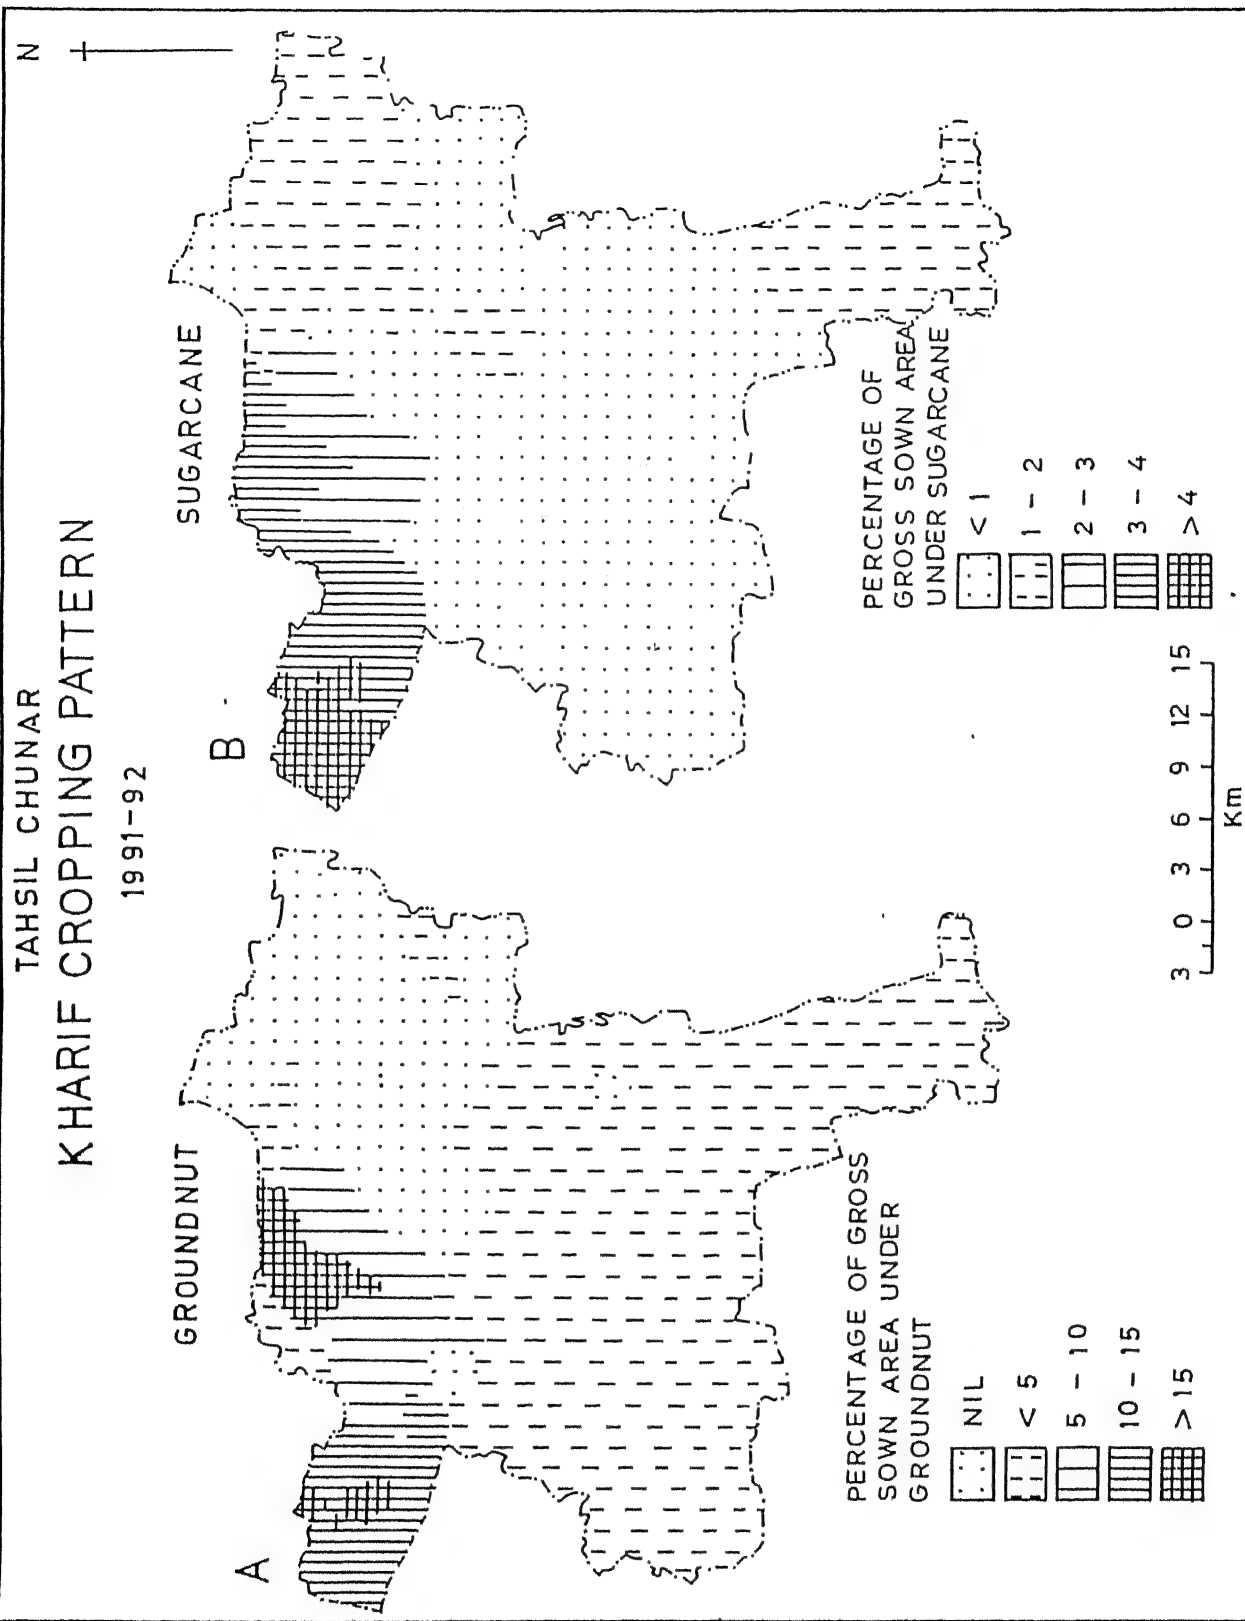 TAHSIL CHUNAR
KHARIF CROPPING PATTERN
1991-92
N
A
GROUNDNUT
B
SUGARCANE
PERCENTAGE OF GROSS
SOWN AREA UNDER
GROUNDNUT
NIL
< 5
5 - 10
10 - 15
> 15
PERCENTAGE OF
GROSS SOWN AREA
UNDER SUGARCANE
< 1
1 - 2
2 - 3
3 - 4
> 4
3 0 3 6 9 12 15
Km